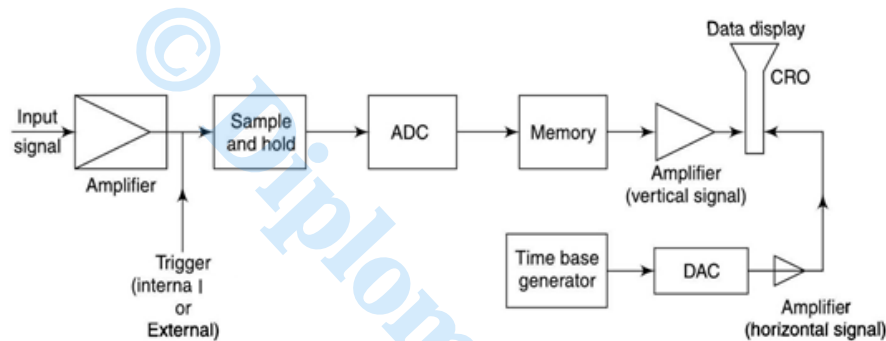 Input
signal
Amplifier
Trigger
(interna l
or
External)
Sample
and hold
ADC
Memory
Amplifier
(vertical signal)
Data display
CRO
Time base
generator
DAC
Amplifier
(horizontal signal)
© Diplom